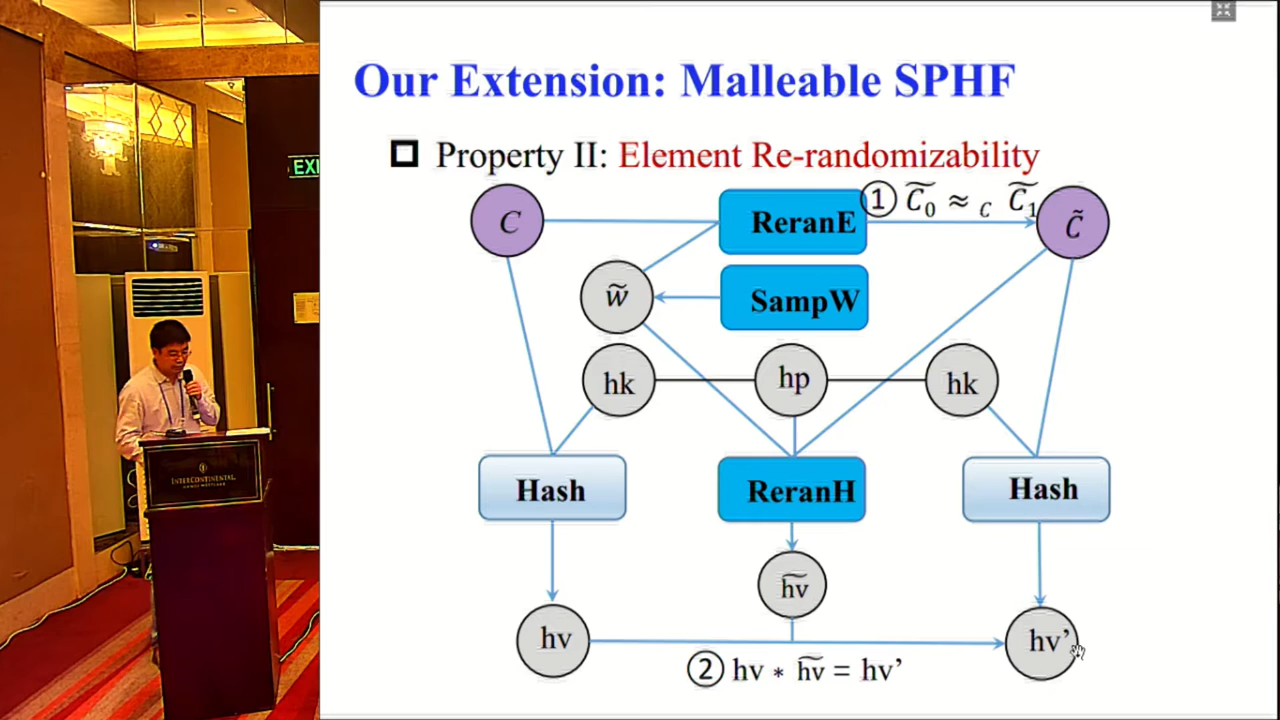 Our Extension: Malleable SPHF
Property II: Element Re-randomizability
C
ReranE
① C̃₀ ≈ c C̃₁
C̃
w̃
SampW
EXI
hk
hp
hk
Hash
ReranH
Hash
INTERCONTINENTAL
h͠v
hv
hv’
② hv * h͠v = hv’